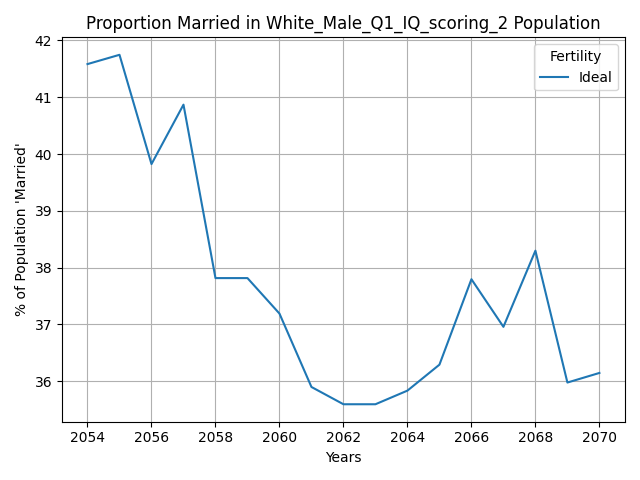 Proportion Married in White_Male_Q1_IQ_scoring_2 Population
Fertility
Ideal
% of Population 'Married'
42
41
40
39
38
37
36
2054 2056 2058 2060 2062 2064 2066 2068 2070
Years